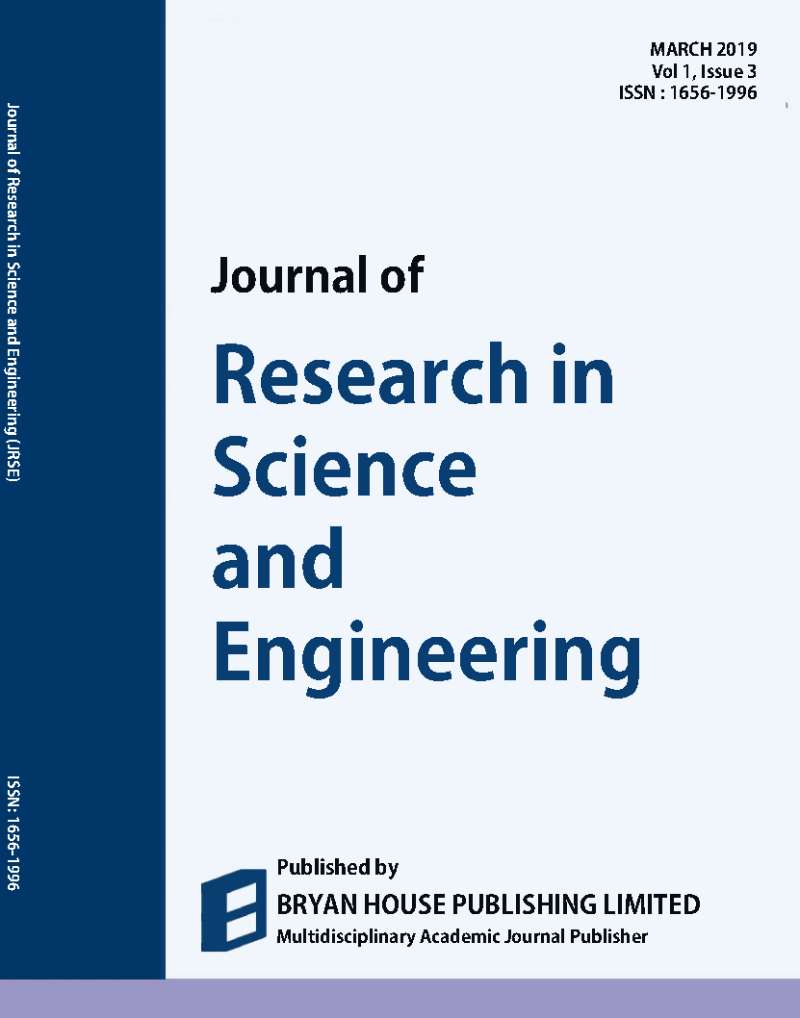 MARCH 2019
Vol 1, Issue 3
ISSN : 1656-1996
Journal of Research in Science and Engineering (JRSE)
Journal of
Research in
Science
and
Engineering
ISSN: 1656-1996
Published by
BRYAN HOUSE PUBLISHING LIMITED
Multidisciplinary Academic Journal Publisher